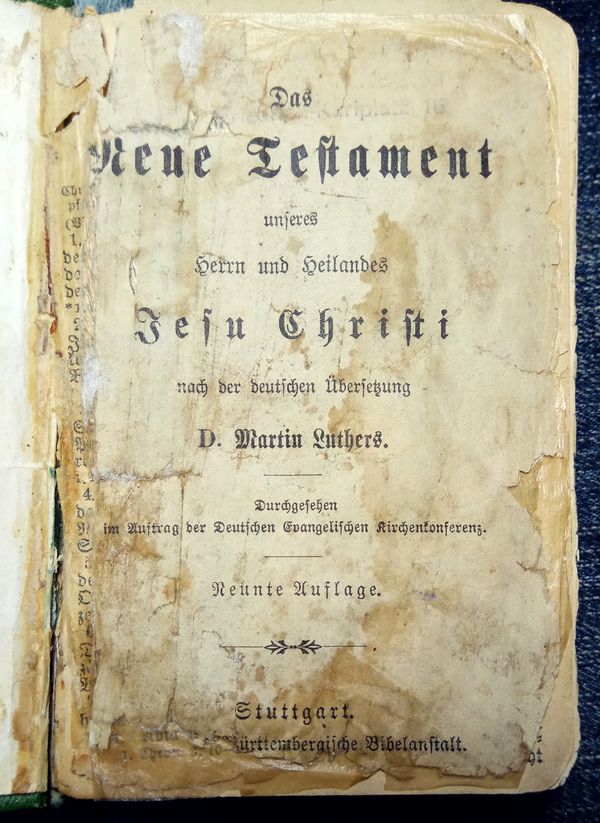 Das
Neue Teſtament
unſeres
Herrn und Heilandes
Jeſu Chriſti
nach der deutſchen Überſetzung
D. Martin Luthers.
Durchgeſehen
im Auftrag der Deutſchen Evangeliſchen Kirchenkonferenz.
Neunte Auflage.
Stuttgart.
Württembergiſche Bibelanſtalt.